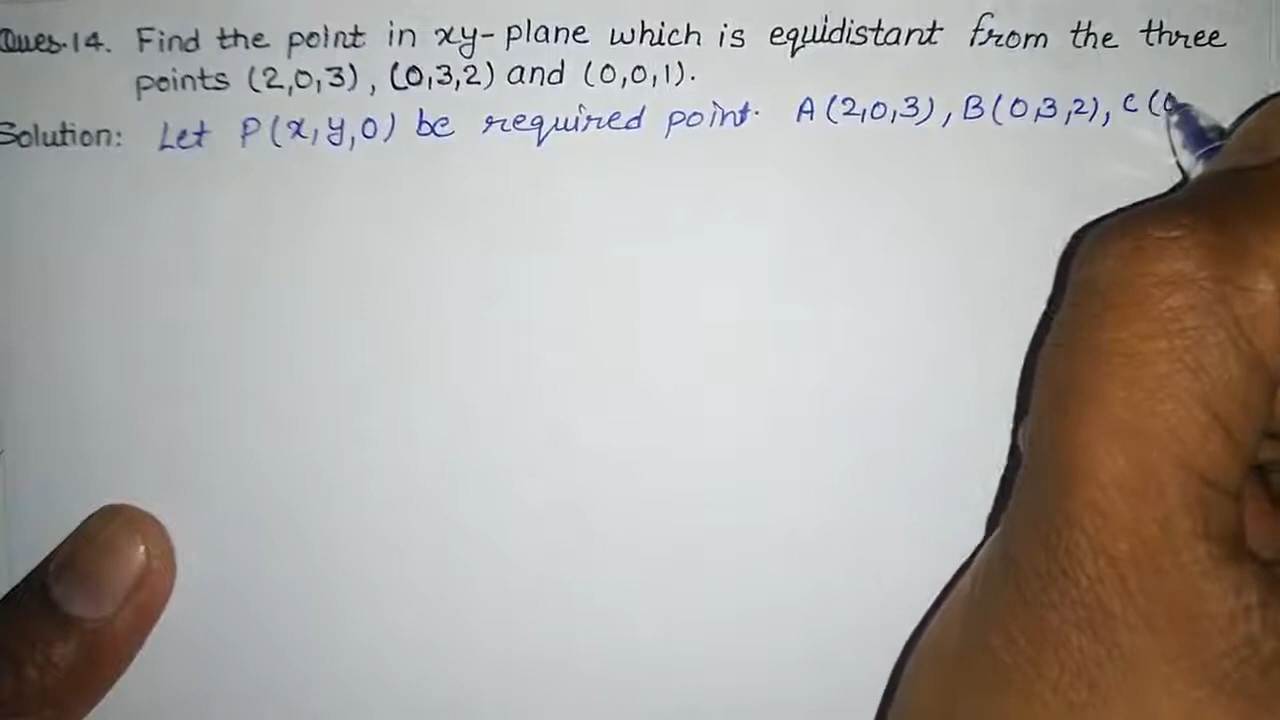 Ques.14. Find the point in xy-plane which is equidistant from the three
points (2,0,3), (0,3,2) and (0,0,1).
Solution: Let P(x,y,0) be required point. A(2,0,3), B(0,3,2), C(0